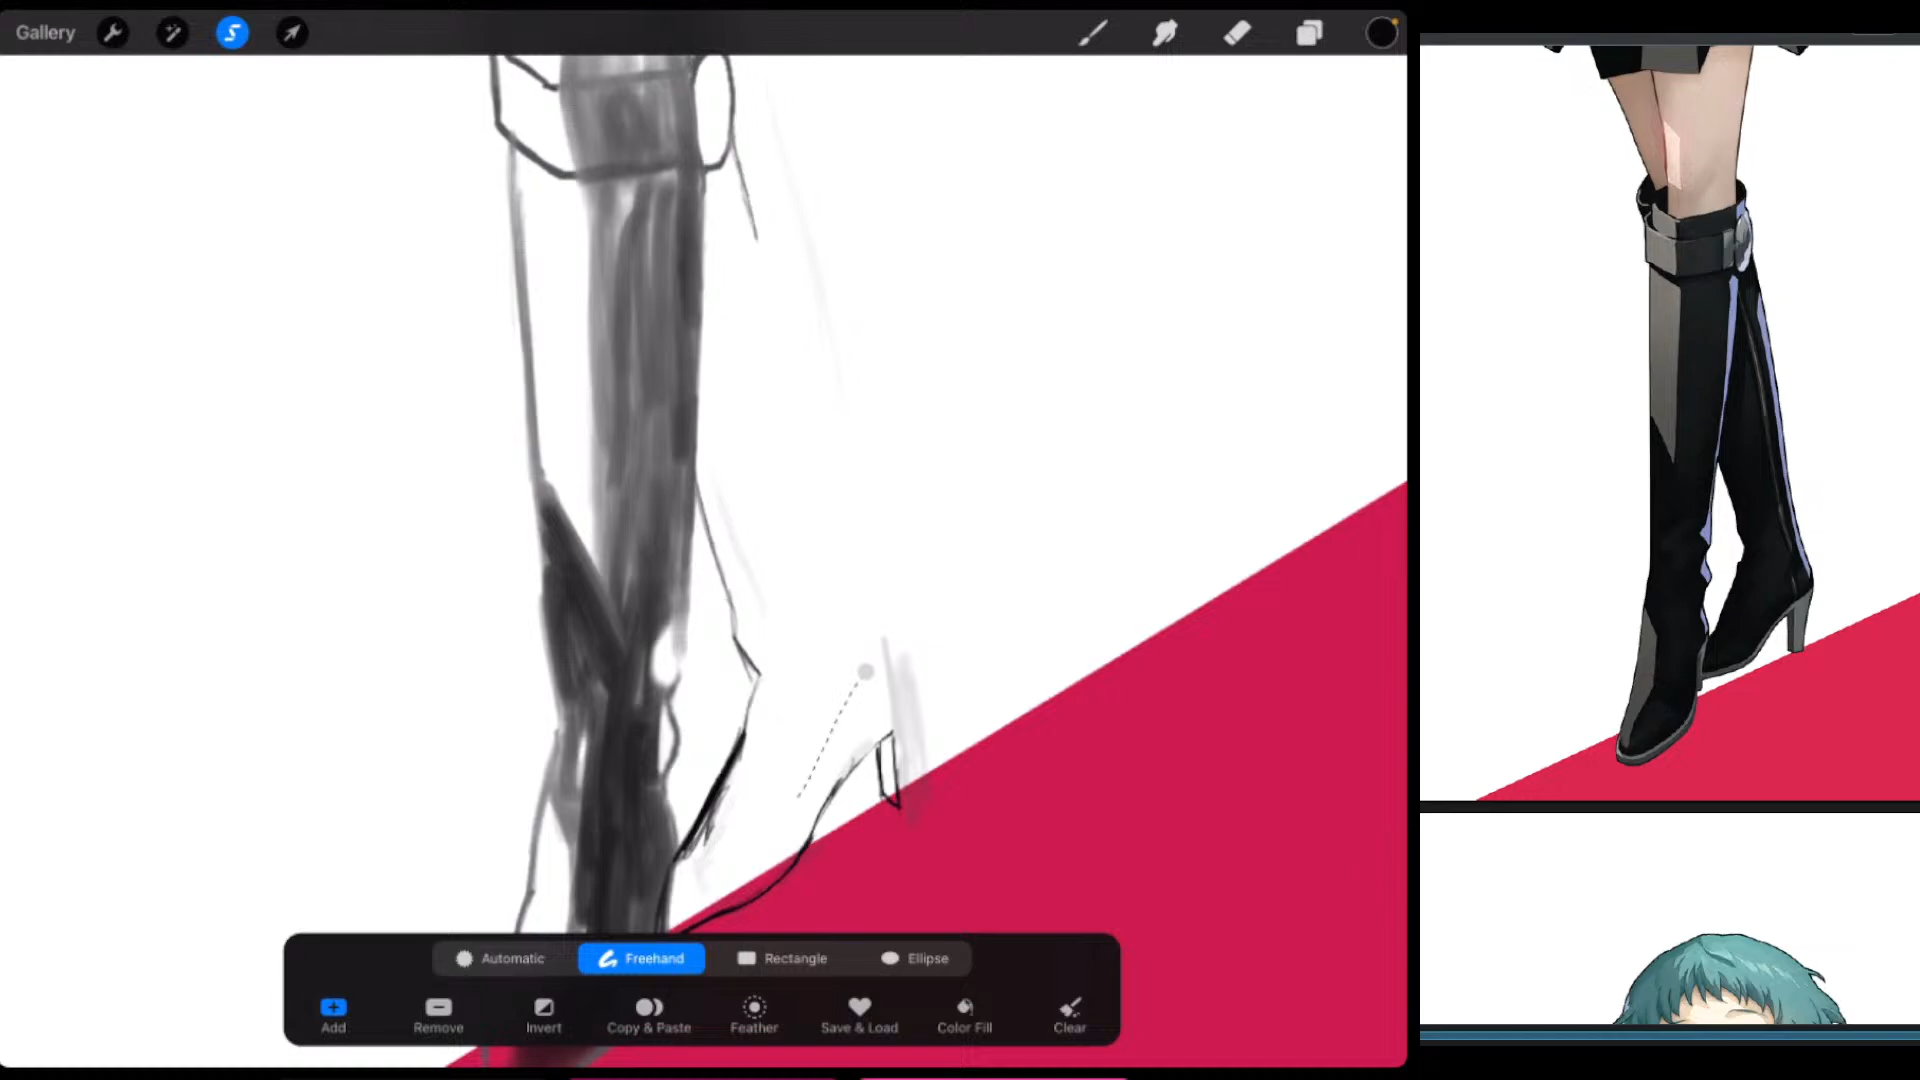 Gallery
Automatic Freehand Rectangle Ellipse
Add Remove Invert Copy & Paste Feather Save & Load Color Fill Clear